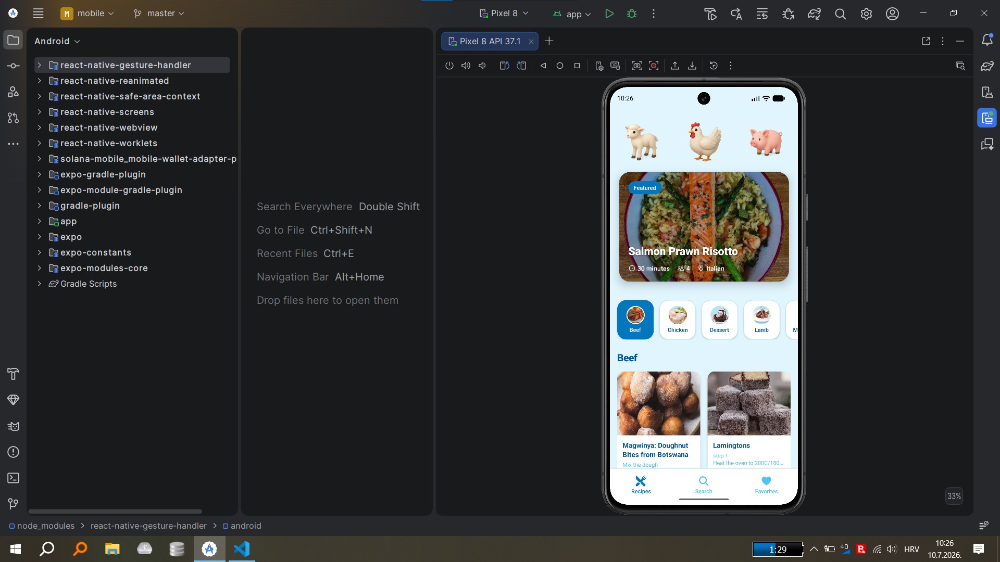 M mobile master Pixel 8 app
Android
react-native-gesture-handler
react-native-reanimated
react-native-safe-area-context
react-native-screens
react-native-webview
react-native-worklets
solana-mobile_mobile-wallet-adapter-p
expo-gradle-plugin
expo-module-gradle-plugin
gradle-plugin
app
expo
expo-constants
expo-modules-core
Gradle Scripts
Search Everywhere Double Shift
Go to File Ctrl+Shift+N
Recent Files Ctrl+E
Navigation Bar Alt+Home
Drop files here to open them
Pixel 8 API 37.1
10:26
Featured
Salmon Prawn Risotto
30 minutes 4 Italian
Beef Chicken Dessert Lamb M
Beef
Magwinya: Doughnut
Bites from Botswana
Mix the dough
Lamingtons
step 1
Heat the oven to 200C/180...
Recipes Search Favorites
33%
node_modules > react-native-gesture-handler > android
1:29 40 HRV 10:26
10.7.2026.